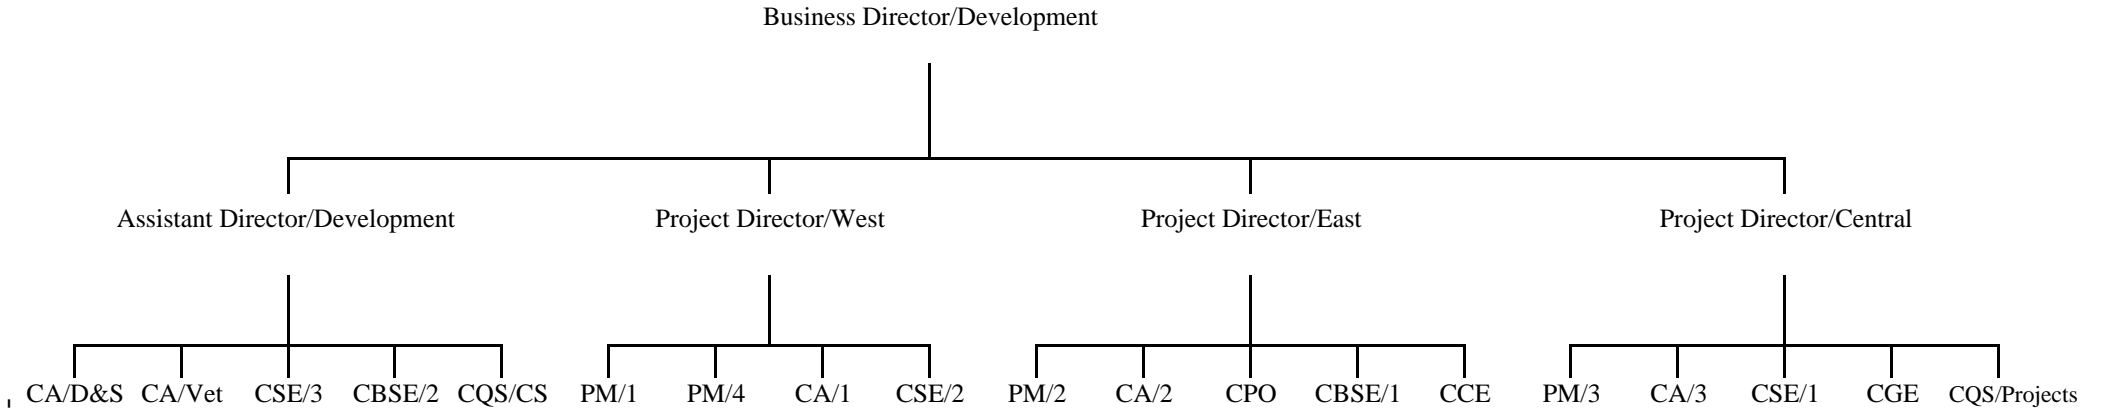 Business Director/Development
Assistant Director/Development Project Director/West Project Director/East Project Director/Central
CA/D&S CA/Vet CSE/3 CBSE/2 CQS/CS PM/1 PM/4 CA/1 CSE/2 PM/2 CA/2 CPO CBSE/1 CCE PM/3 CA/3 CSE/1 CGE CQS/Projects